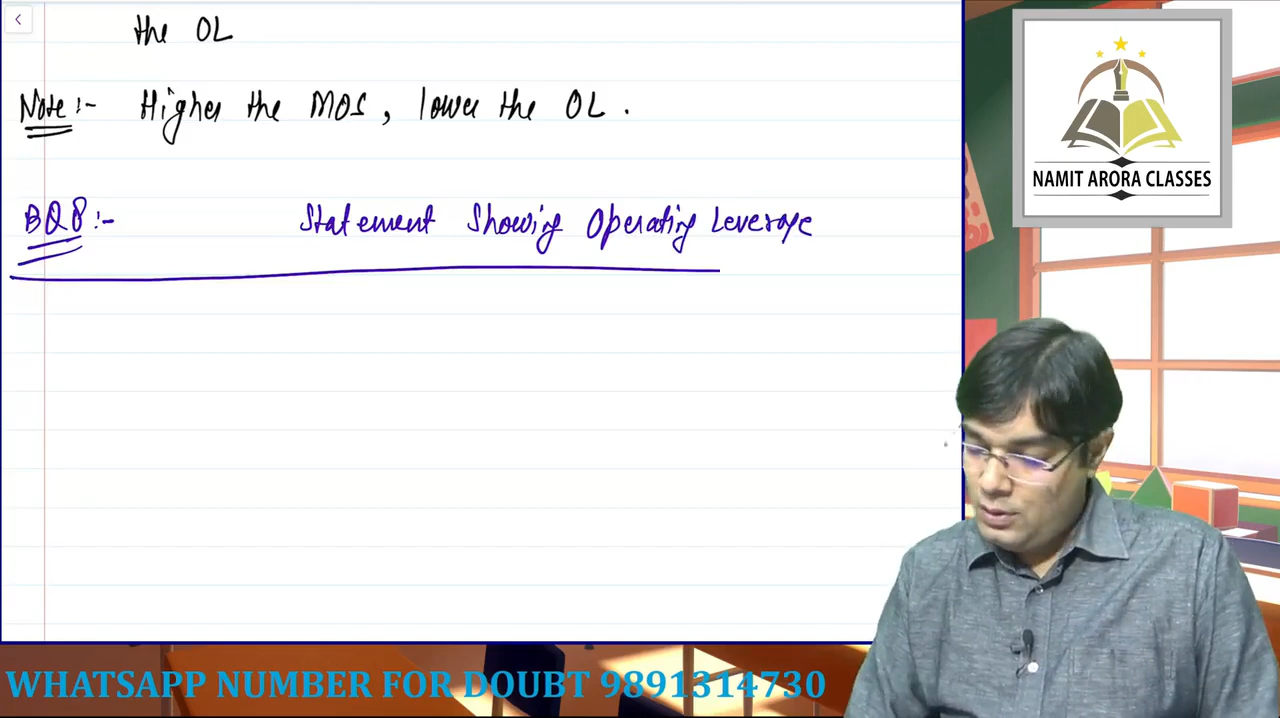 the OL
Note:- Higher the MOS, lower the OL.
BQ8:- Statement Showing Operating Leverage
NAMIT ARORA CLASSES
WHATSAPP NUMBER FOR DOUBT 9891314730